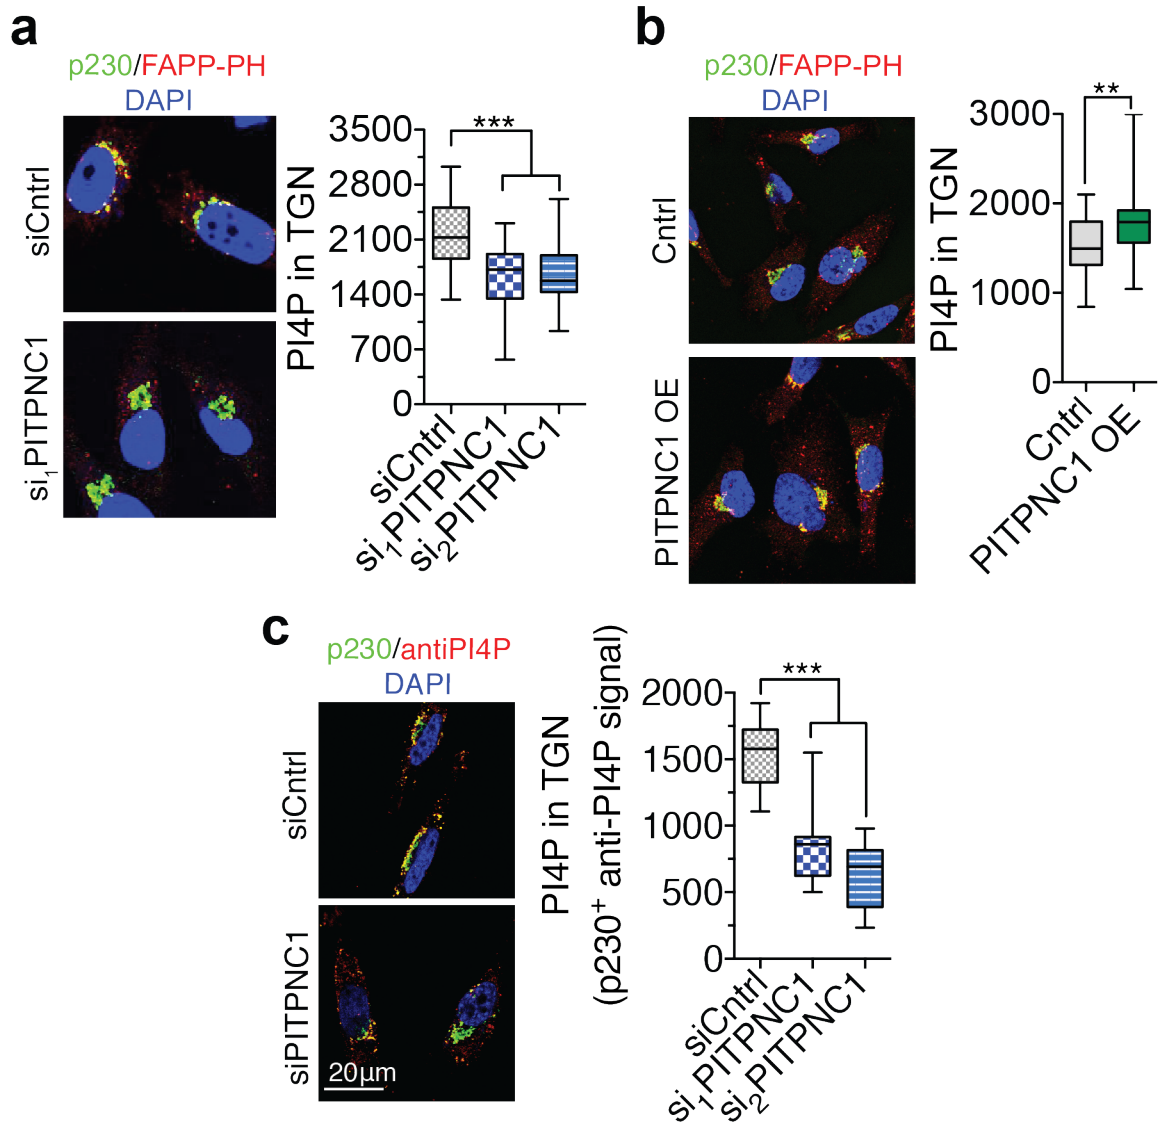 a
p230/FAPP-PH
DAPI
siCntrl
si1PITPNC1
PI4P in TGN
3500
2800
2100
1400
700
0
***
siCntrl
si1PITPNC1
si2PITPNC1
b
p230/FAPP-PH
DAPI
Cntrl
PITPNC1 OE
PI4P in TGN
3000
2000
1000
0
**
Cntrl
PITPNC1 OE
c
p230/antiPI4P
DAPI
siCntrl
siPITPNC1
20µm
PI4P in TGN
(p230+ anti-PI4P signal)
2000
1500
1000
500
0
***
siCntrl
si1PITPNC1
si2PITPNC1